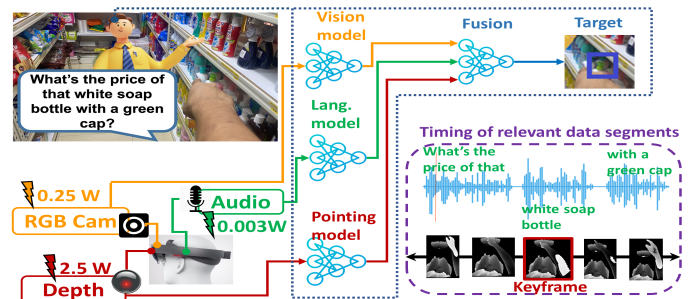 Vision
model
Fusion
Target
What's the price of
that white soap
bottle with a green
cap?
Lang.
model
Timing of relevant data segments
What's the
price of that
with a
green cap
white soap
bottle
0.25 W
RGB Cam
Audio
0.003W
Pointing
model
2.5 W
Depth
Keyframe